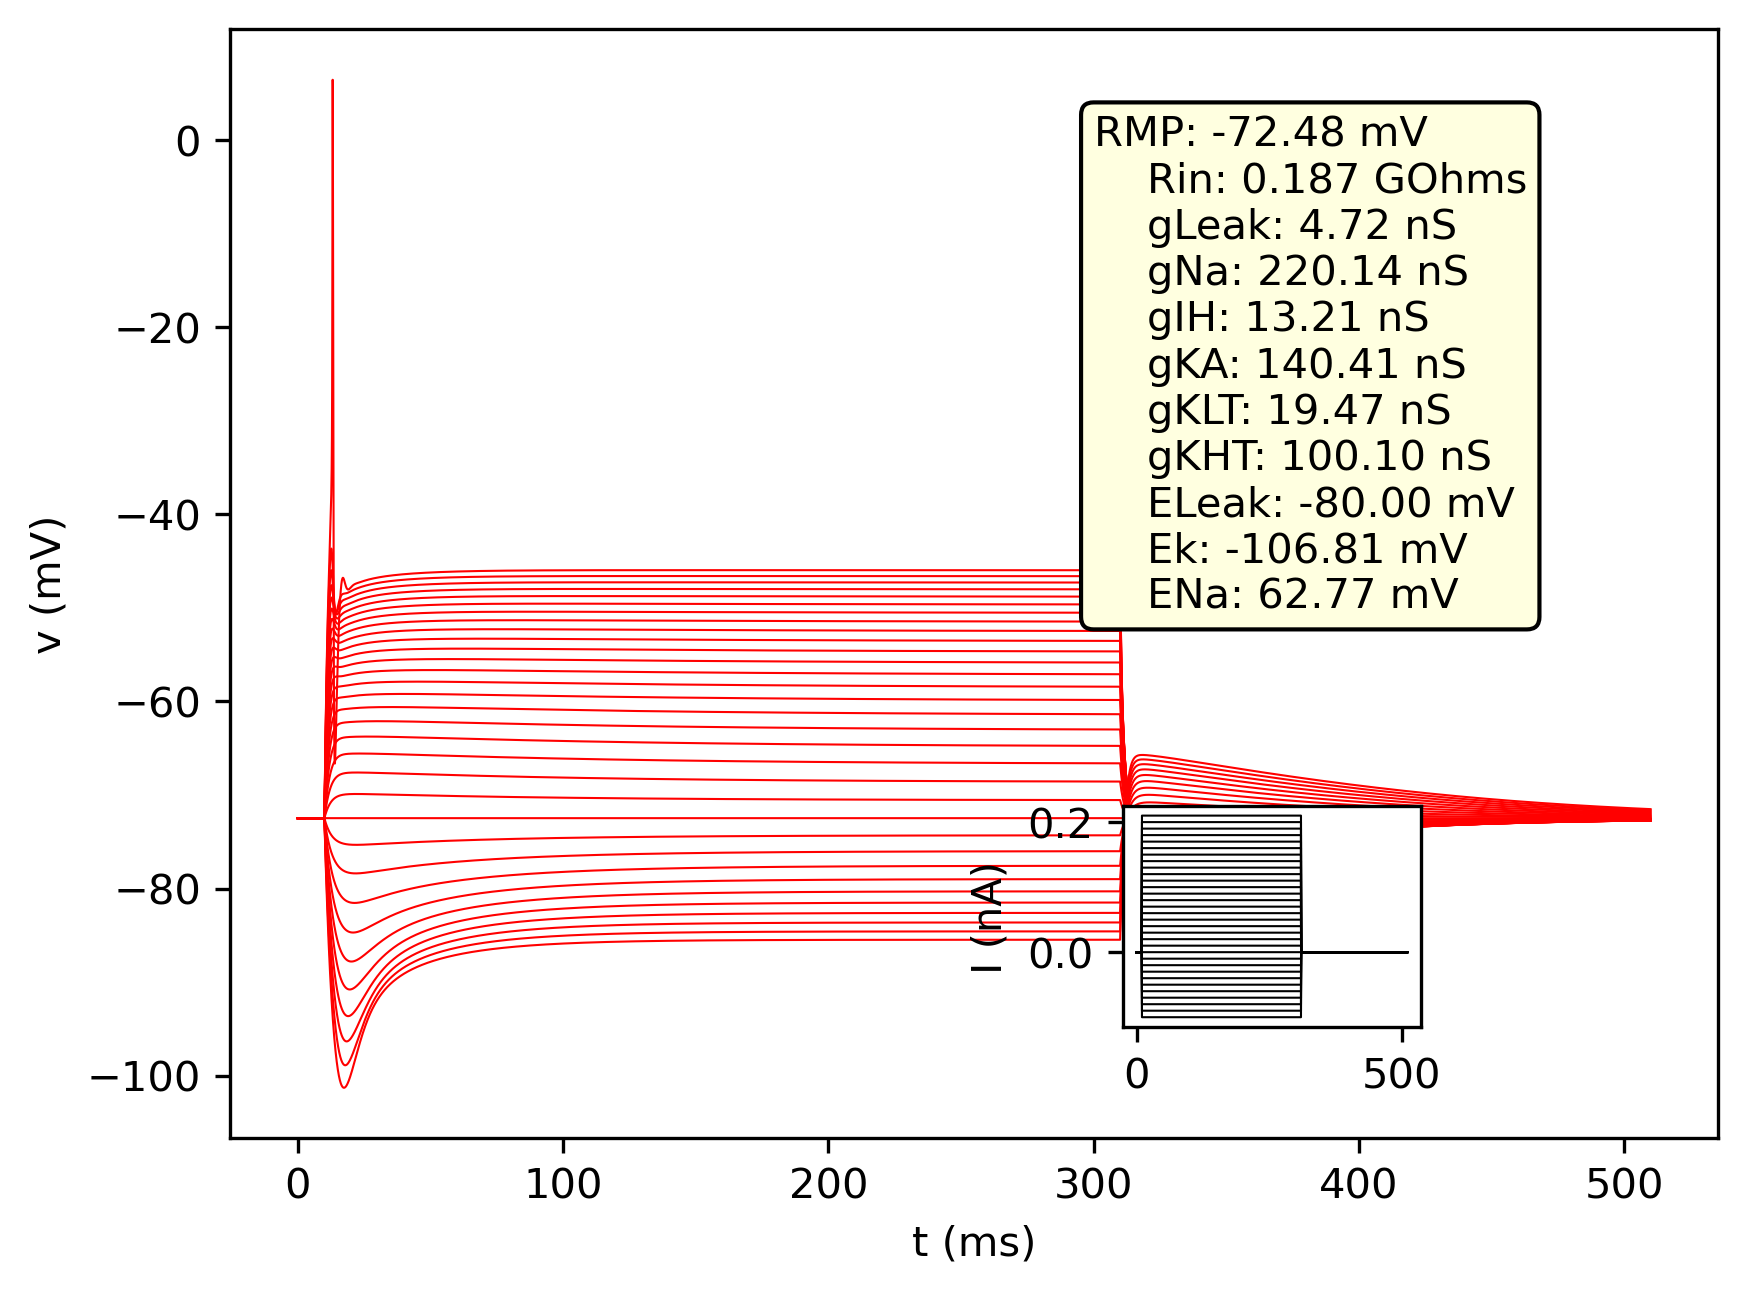 v (mV)
0
−20
−40
−60
−80
−100
RMP: -72.48 mV
Rin: 0.187 GOhms
gLeak: 4.72 nS
gNa: 220.14 nS
gIH: 13.21 nS
gKA: 140.41 nS
gKLT: 19.47 nS
gKHT: 100.10 nS
ELeak: -80.00 mV
Ek: -106.81 mV
ENa: 62.77 mV
I (nA)
0.2
0.0
0 500
0 100 200 300 400 500
t (ms)